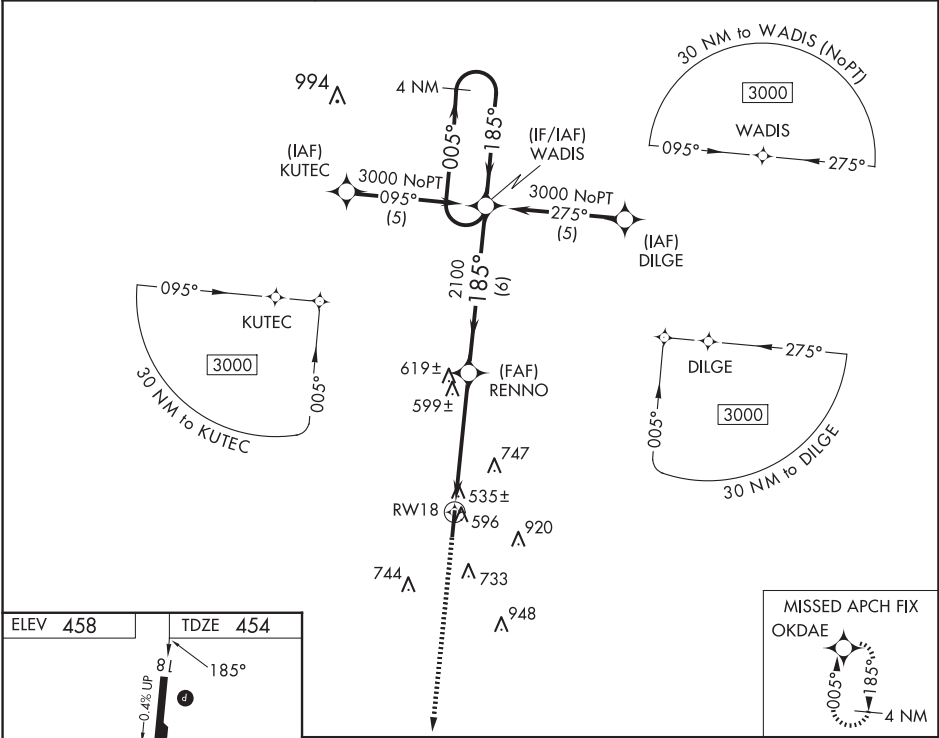 30 NM to WADIS (NoPT)
3000
WADIS
095°
275°
994
4 NM
005°
185°
(IF/IAF)
WADIS
(IAF)
KUTEC
3000 NoPT
095°
(5)
3000 NoPT
275°
(5)
(IAF)
DILGE
2100
185°
(6)
095°
KUTEC
3000
005°
30 NM to KUTEC
275°
DILGE
3000
005°
30 NM to DILGE
619±
599±
(FAF)
RENNO
747
535±
RW18
596
920
744
733
948
ELEV 458
TDZE 454
185°
18
0.4% UP
P
MISSED APCH FIX
OKDAE
005°
185°
4 NM